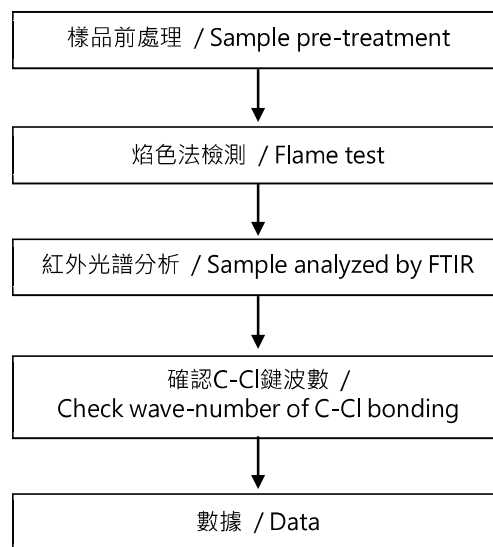 樣品前處理 / Sample pre-treatment
焰色法檢測 / Flame test
紅外光譜分析 / Sample analyzed by FTIR
確認C-Cl鍵波數 /
Check wave-number of C-Cl bonding
數據 / Data